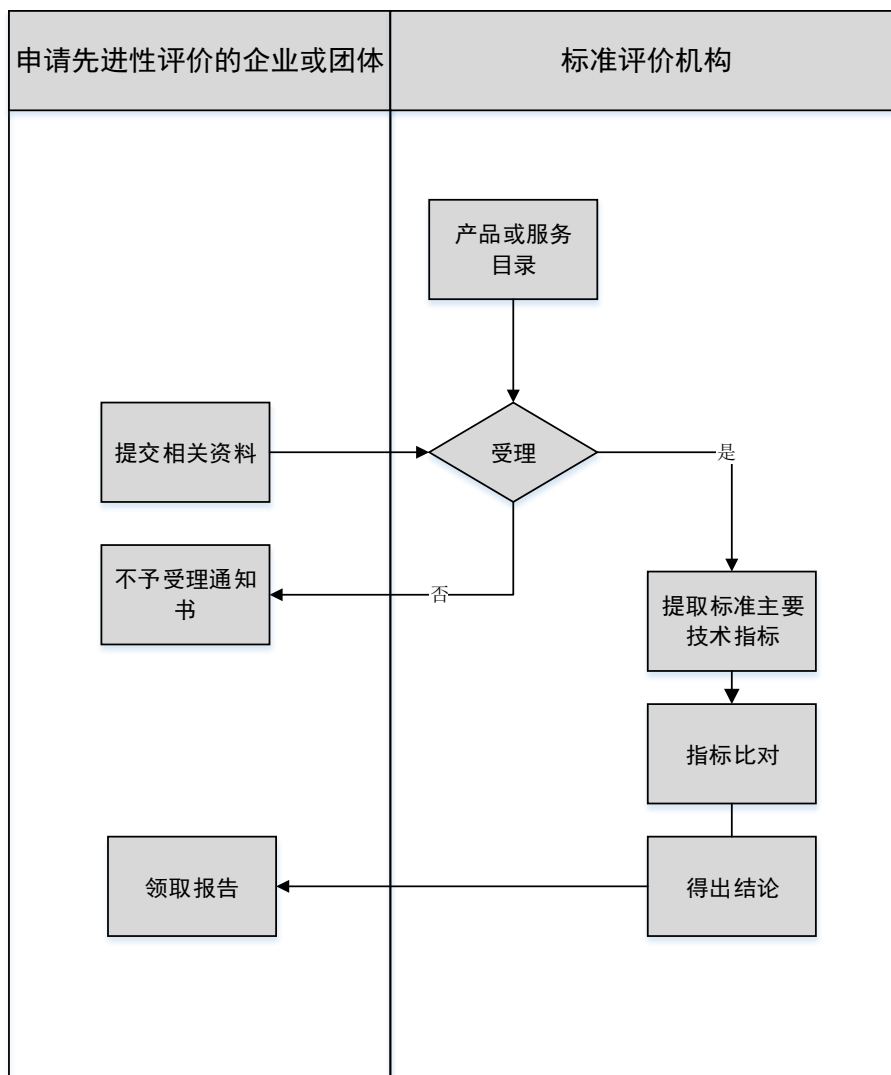 申请先进性评价的企业或团体
标准评价机构
产品或服务
目录
提交相关资料
受理
是
不予受理通知
书
否
提取标准主要
技术指标
指标比对
领取报告
得出结论